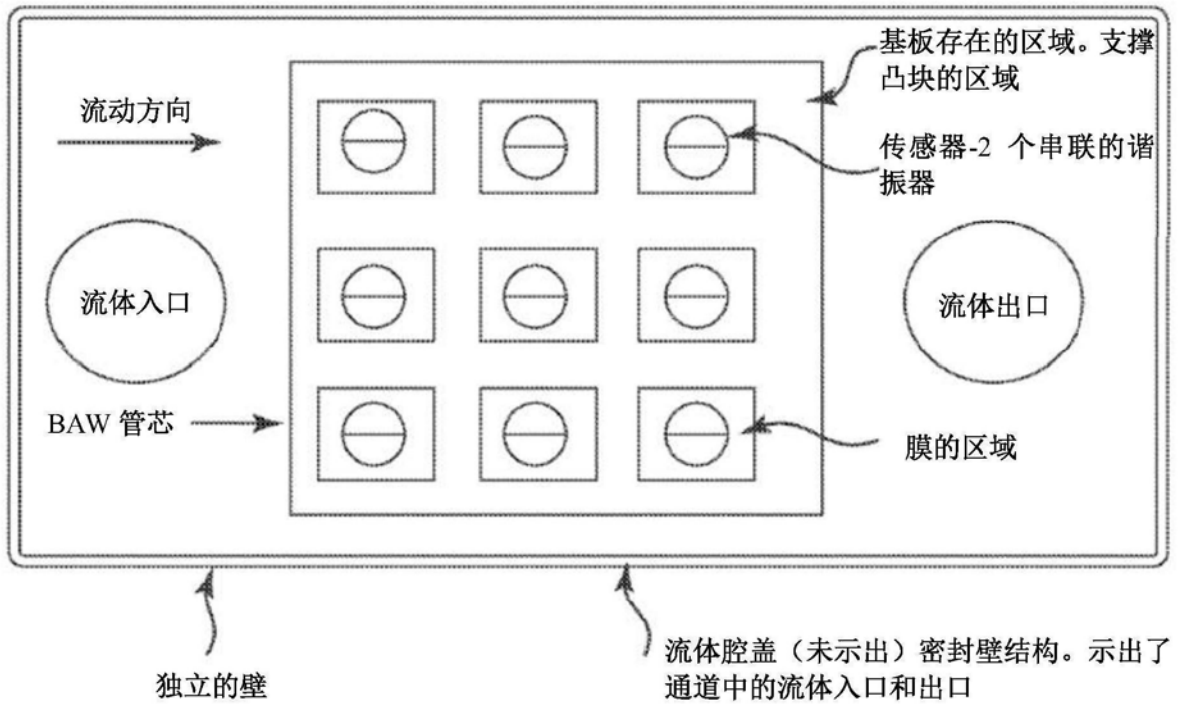 基板存在的区域。支撑
凸块的区域
流动方向
传感器-2 个串联的谐
振器
流体入口
流体出口
BAW 管芯
膜的区域
独立的壁
流体腔盖（未示出）密封壁结构。示出了
通道中的流体入口和出口